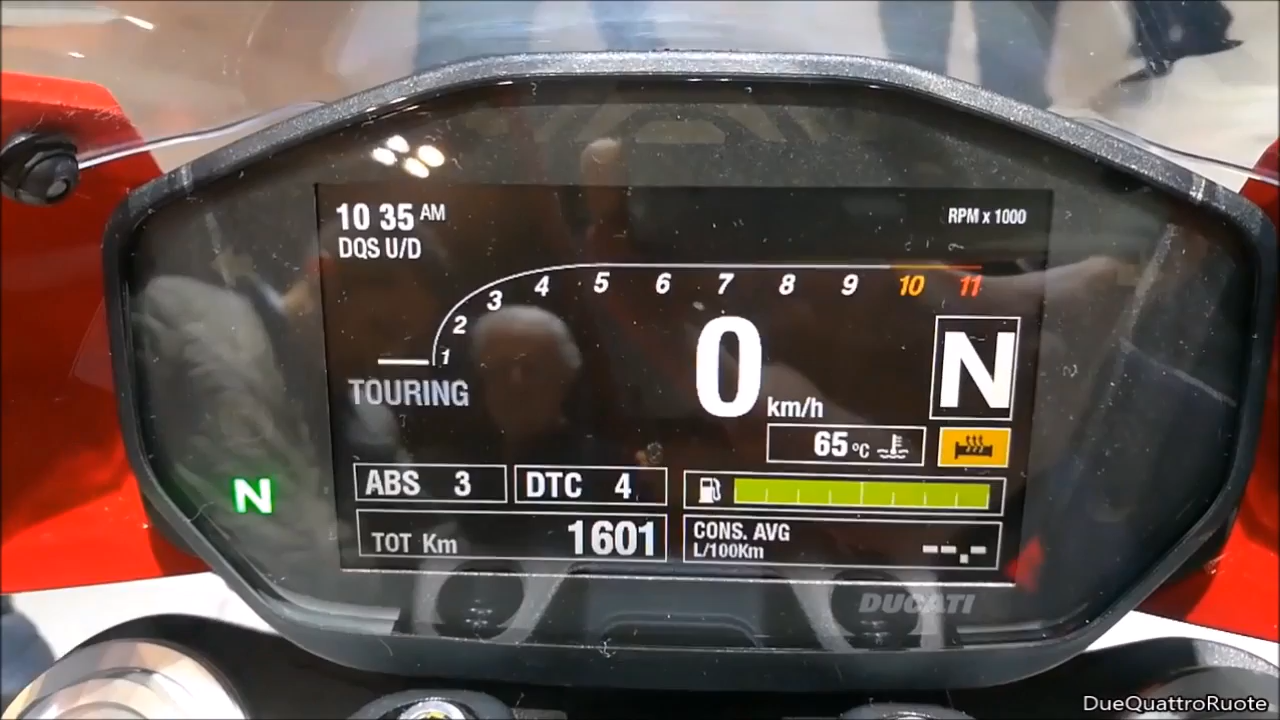 10 35 AM
DQS U/D
RPM x 1000
1 2 3 4 5 6 7 8 9 10 11
TOURING
0 km/h
N
65 °C
N
ABS 3
DTC 4
TOT Km 1601
CONS. AVG
L/100Km
--.-
DUCATI
DueQuattroRuote